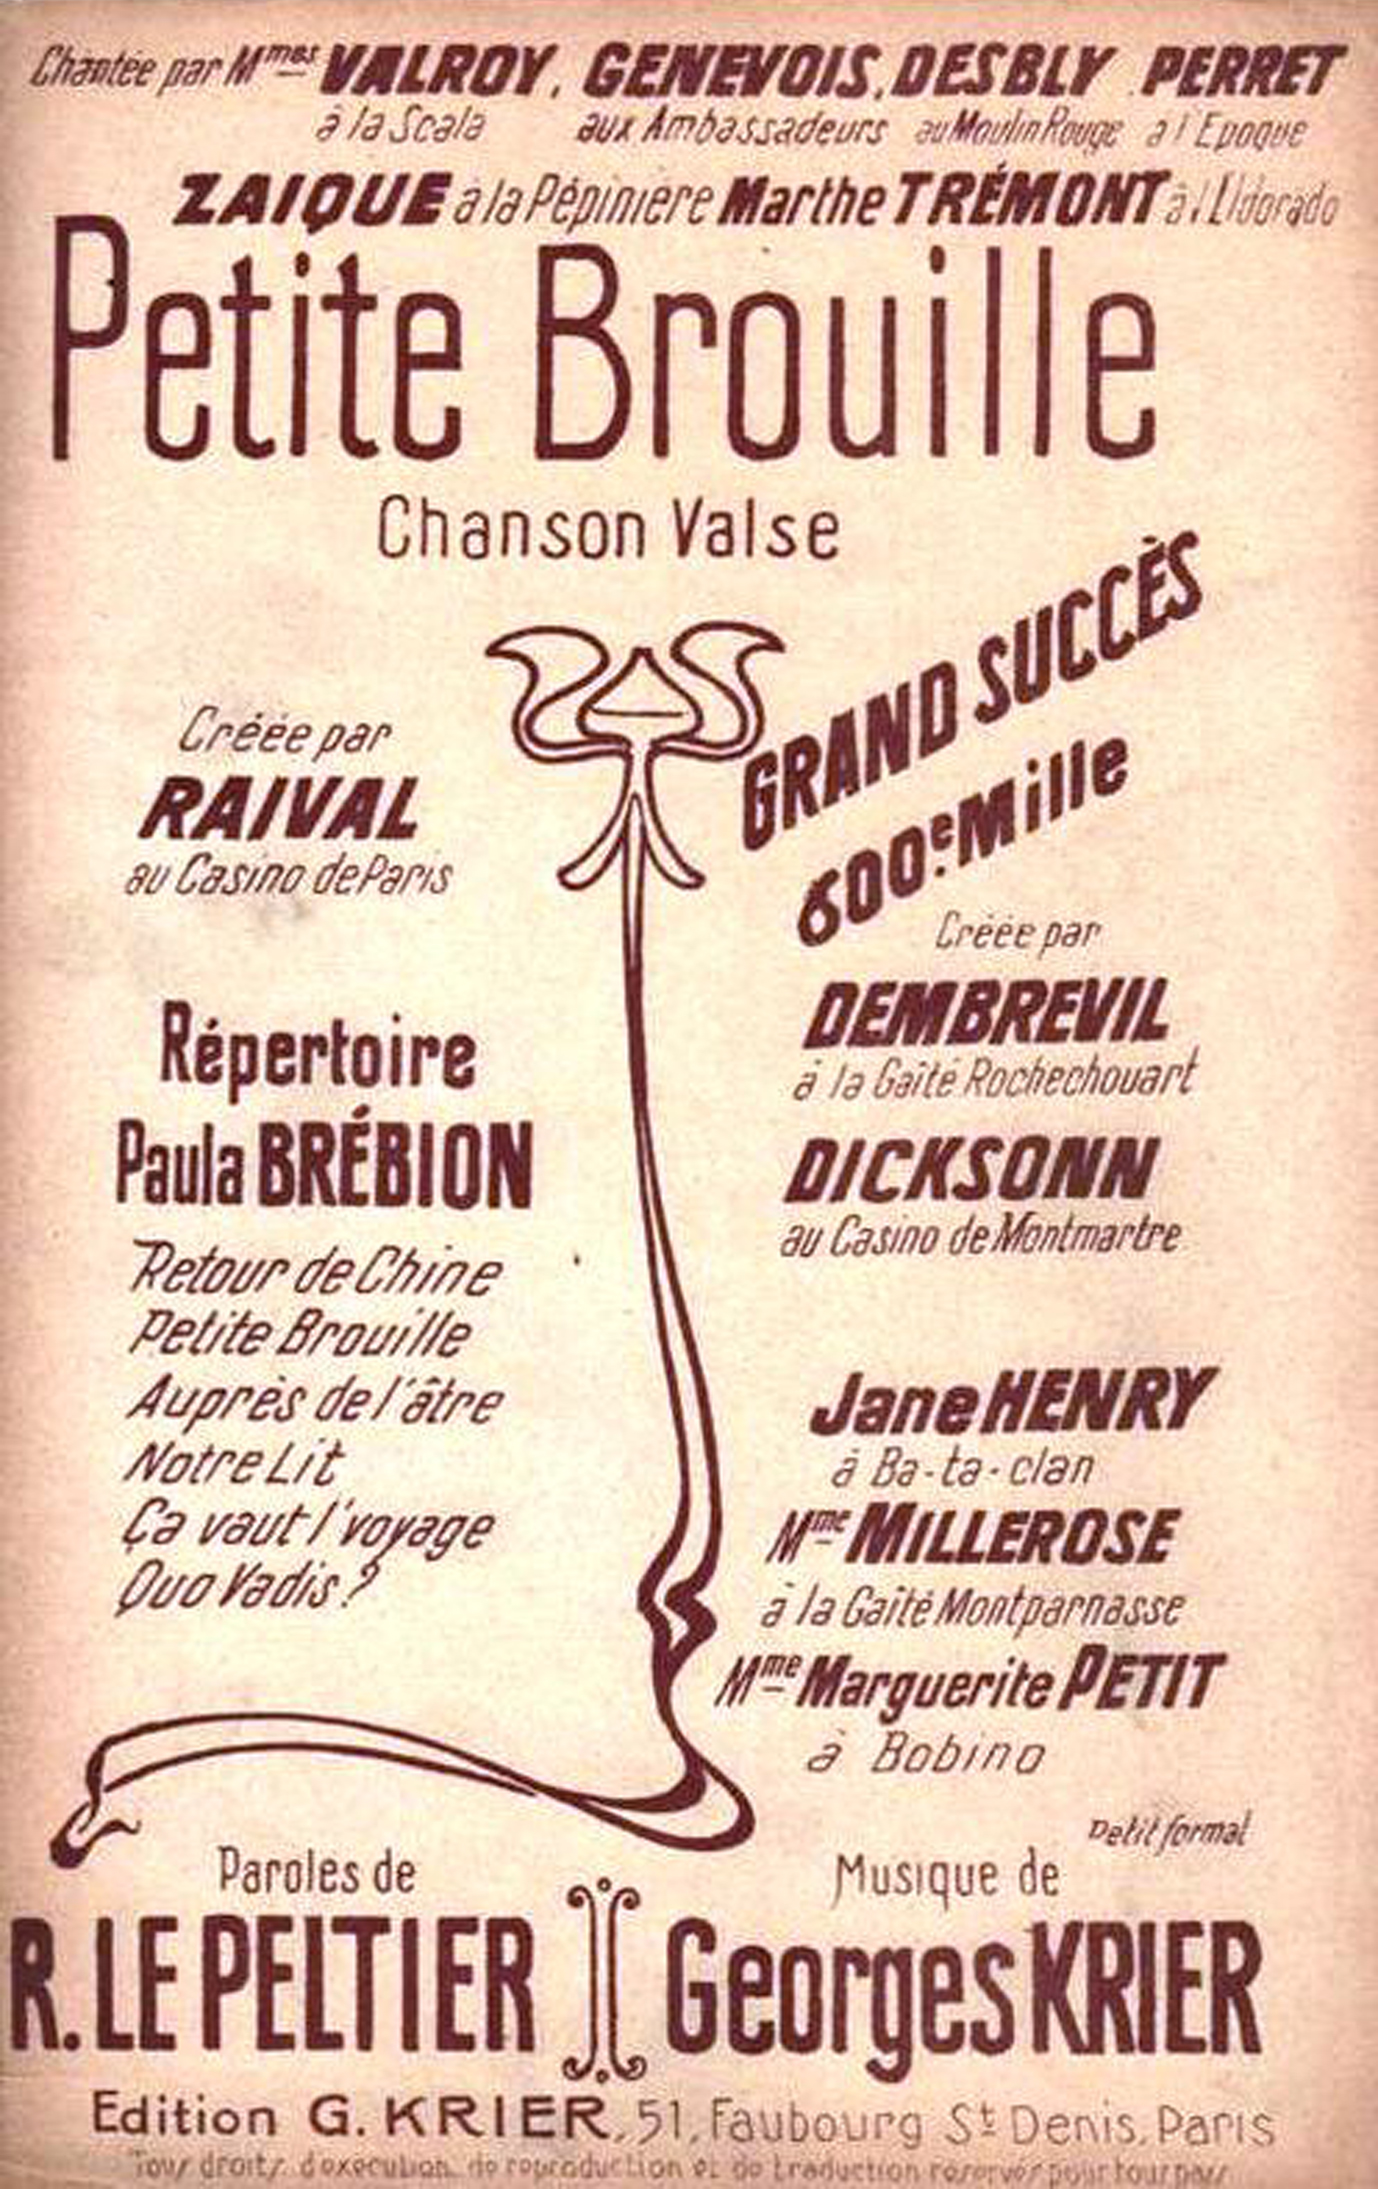 Chantée par Mmes VALROY, GENEVOIS, DESBLY PERRET
à la Scala aux Ambassadeurs au Moulin Rouge à l'Epoque
ZAIQUE à la Pépinière Marthe TRÉMONT à l'Eldorado
Petite Brouille
Chanson Valse
GRAND SUCCÈS
600e Mille
Créée par
RAIVAL
au Casino de Paris
Répertoire
Paula BRÉBION
Retour de Chine
Petite Brouille
Auprès de l'âtre
Notre Lit
Ça vaut l'voyage
Quo Vadis?
Créée par
DEMBREVIL
à la Gaîté Rochechouart
DICKSONN
au Casino de Montmartre
Jane HENRY
à Ba-ta-clan
Mme MILLEROSE
à la Gaîté Montparnasse
Mme Marguerite PETIT
à Bobino
Petit format
Paroles de
R. LE PELTIER
Musique de
Georges KRIER
Edition G. KRIER, 51, Faubourg St Denis, Paris
Tous droits d'exécution de reproduction et de traduction réservés pour tour pays